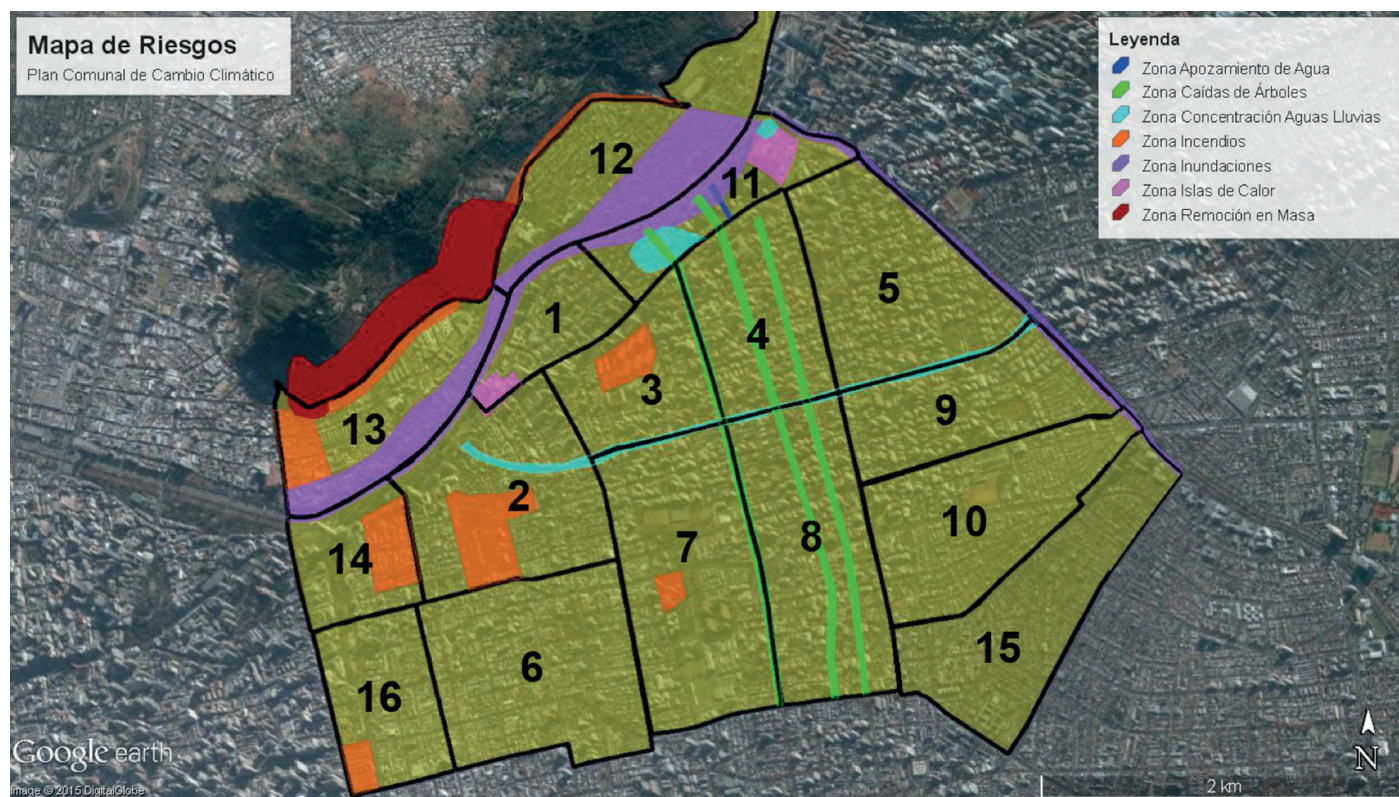 Mapa de Riesgos
Plan Comunal de Cambio Climático
Leyenda
Zona Apozamiento de Agua
Zona Caídas de Árboles
Zona Concentración Aguas Lluvias
Zona Incendios
Zona Inundaciones
Zona Islas de Calor
Zona Remoción en Masa
12
11
5
1
4
3
9
13
2
10
8
7
14
15
6
16
Google earth
N
Image © 2015 DigitalGlobe
2 km